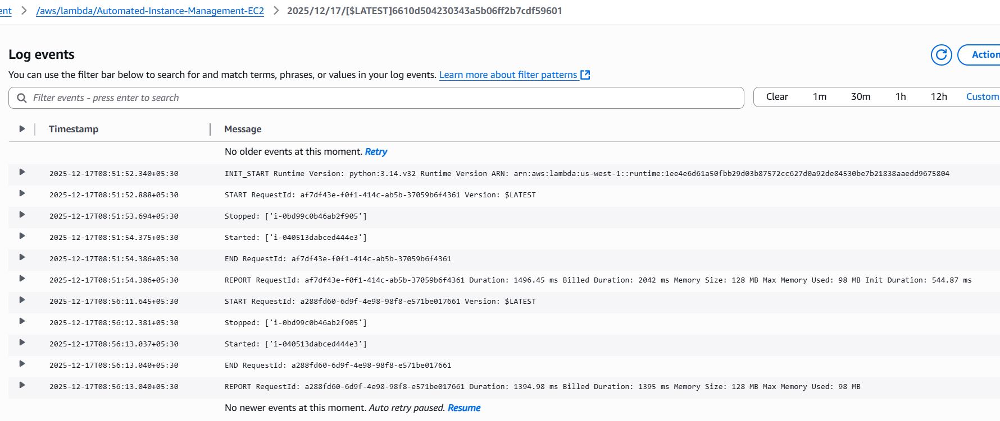 ent > /aws/lambda/Automated-Instance-Management-EC2 > 2025/12/17/[$LATEST]6610d504230343a5b06ff2b7cdf59601
Log events
Action
You can use the filter bar below to search for and match terms, phrases, or values in your log events. Learn more about filter patterns
Filter events - press enter to search
Clear 1m 30m 1h 12h Custom
Timestamp Message
No older events at this moment. Retry
2025-12-17T08:51:52.340+05:30 INIT_START Runtime Version: python:3.14.v32 Runtime Version ARN: arn:aws:lambda:us-west-1::runtime:1ee4e6d61a50fbb29d03b87572cc627d0a92de84530be7b21838aaedd9675804
2025-12-17T08:51:52.888+05:30 START RequestId: af7df43e-f0f1-414c-ab5b-37059b6f4361 Version: $LATEST
2025-12-17T08:51:53.694+05:30 Stopped: ['i-0bd99c0b46ab2f905']
2025-12-17T08:51:54.375+05:30 Started: ['i-040513dabced444e3']
2025-12-17T08:51:54.386+05:30 END RequestId: af7df43e-f0f1-414c-ab5b-37059b6f4361
2025-12-17T08:51:54.386+05:30 REPORT RequestId: af7df43e-f0f1-414c-ab5b-37059b6f4361 Duration: 1496.45 ms Billed Duration: 2042 ms Memory Size: 128 MB Max Memory Used: 98 MB Init Duration: 544.87 ms
2025-12-17T08:56:11.645+05:30 START RequestId: a288fd60-6d9f-4e98-98f8-e571be017661 Version: $LATEST
2025-12-17T08:56:12.381+05:30 Stopped: ['i-0bd99c0b46ab2f905']
2025-12-17T08:56:13.037+05:30 Started: ['i-040513dabced444e3']
2025-12-17T08:56:13.040+05:30 END RequestId: a288fd60-6d9f-4e98-98f8-e571be017661
2025-12-17T08:56:13.040+05:30 REPORT RequestId: a288fd60-6d9f-4e98-98f8-e571be017661 Duration: 1394.98 ms Billed Duration: 1395 ms Memory Size: 128 MB Max Memory Used: 98 MB
No newer events at this moment. Auto retry paused. Resume